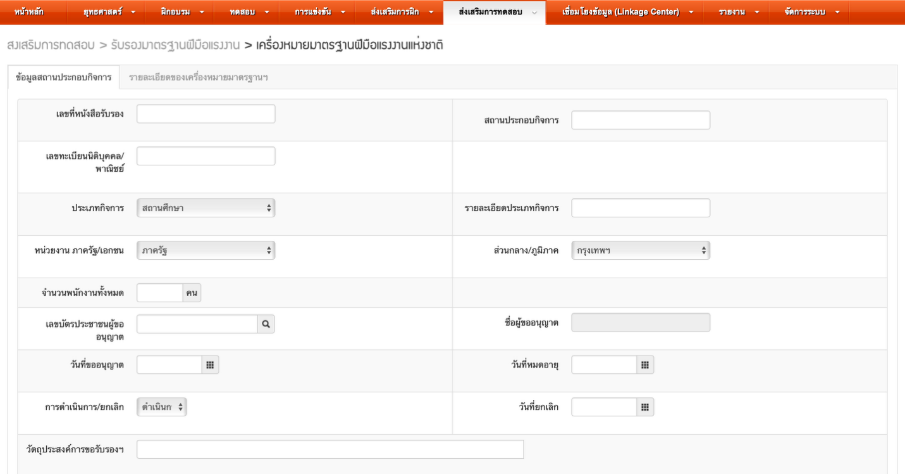 หน้าหลัก ยุทธศาสตร์ ฝึกอบรม ทดสอบ การแข่งขัน ส่งเสริมการฝึก ส่งเสริมการทดสอบ เชื่อมโยงข้อมูล (Linkage Center) รายงาน จัดการระบบ
ส่งเสริมการทดสอบ > รับรองมาตรฐานฝีมือแรงงาน > เครื่องหมายมาตรฐานฝีมือแรงงานแห่งชาติ
ข้อมูลสถานประกอบกิจการ รายละเอียดของเครื่องหมายมาตรฐานฯ
เลขที่หนังสือรับรอง สถานประกอบกิจการ
เลขทะเบียนนิติบุคคล/
พาณิชย์
ประเภทกิจการ สถานศึกษา รายละเอียดประเภทกิจการ
หน่วยงาน ภาครัฐ/เอกชน ภาครัฐ ส่วนกลาง/ภูมิภาค กรุงเทพฯ
จำนวนพนักงานทั้งหมด คน
เลขบัตรประชาชนผู้ขอ ชื่อผู้ขออนุญาต
อนุญาต
วันที่ขออนุญาต วันที่หมดอายุ
การดำเนินการ/ยกเลิก ดำเนินก วันที่ยกเลิก
วัตถุประสงค์การขอรับรองฯ